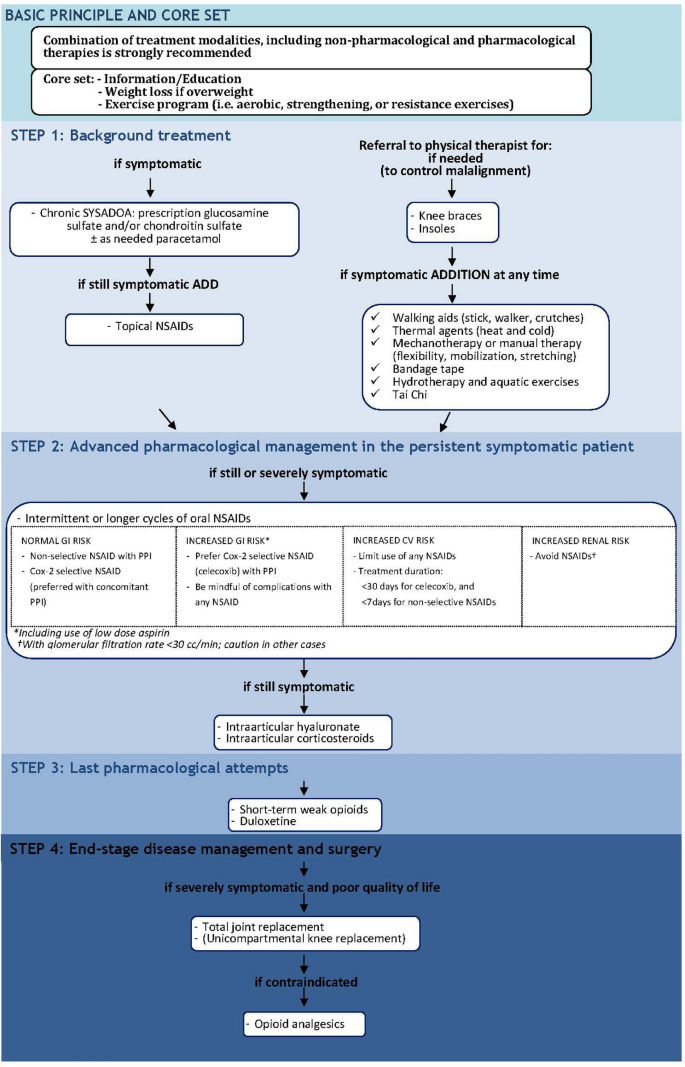 BASIC PRINCIPLE AND CORE SET
Combination of treatment modalities, including non-pharmacological and pharmacological
therapies is strongly recommended
Core set: - Information/Education
- Weight loss if overweight
- Exercise program (i.e. aerobic, strengthening, or resistance exercises)
STEP 1: Background treatment
if symptomatic
- Chronic SYSADOA: prescription glucosamine
sulfate and/or chondroitin sulfate
± as needed paracetamol
if still symptomatic ADD
- Topical NSAIDs
Referral to physical therapist for:
if needed
(to control malalignment)
- Knee braces
- Insoles
if symptomatic ADDITION at any time
✓ Walking aids (stick, walker, crutches)
✓ Thermal agents (heat and cold)
✓ Mechanotherapy or manual therapy
(flexibility, mobilization, stretching)
✓ Bandage tape
✓ Hydrotherapy and aquatic exercises
✓ Tai Chi
STEP 2: Advanced pharmacological management in the persistent symptomatic patient
if still or severely symptomatic
- Intermittent or longer cycles of oral NSAIDs
NORMAL GI RISK
- Non-selective NSAID with PPI
- Cox-2 selective NSAID
(preferred with concomitant
PPI)
INCREASED GI RISK*
- Prefer Cox-2 selective NSAID
(celecoxib) with PPI
- Be mindful of complications with
any NSAID
INCREASED CV RISK
- Limit use of any NSAIDs
- Treatment duration:
<30 days for celecoxib, and
<7days for non-selective NSAIDs
INCREASED RENAL RISK
- Avoid NSAIDs†
*Including use of low dose aspirin
†With glomerular filtration rate <30 cc/min; caution in other cases
if still symptomatic
- Intraarticular hyaluronate
- Intraarticular corticosteroids
STEP 3: Last pharmacological attempts
- Short-term weak opioids
- Duloxetine
STEP 4: End-stage disease management and surgery
if severely symptomatic and poor quality of life
- Total joint replacement
- (Unicompartmental knee replacement)
if contraindicated
- Opioid analgesics